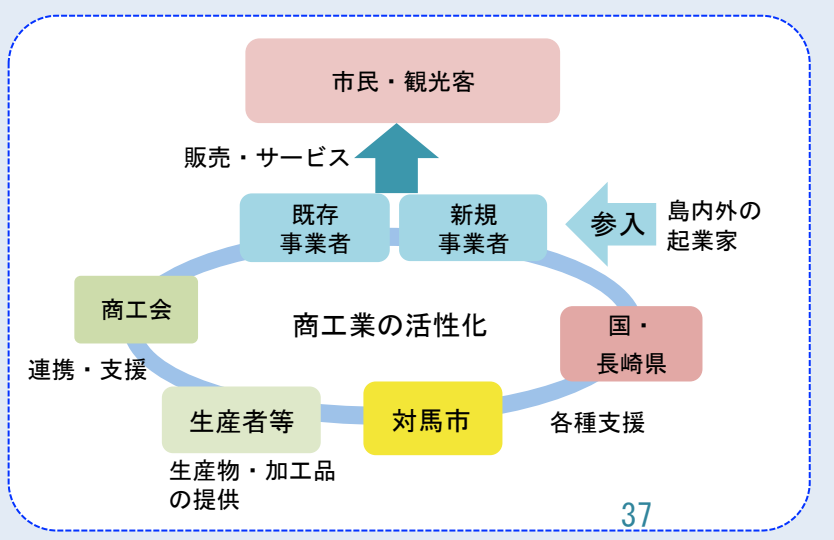 市民・観光客
販売・サービス
既存
事業者
新規
事業者
参入
島内外の
起業家
商工会
商工業の活性化
国・
長崎県
連携・支援
生産者等
対馬市
各種支援
生産物・加工品
の提供
37